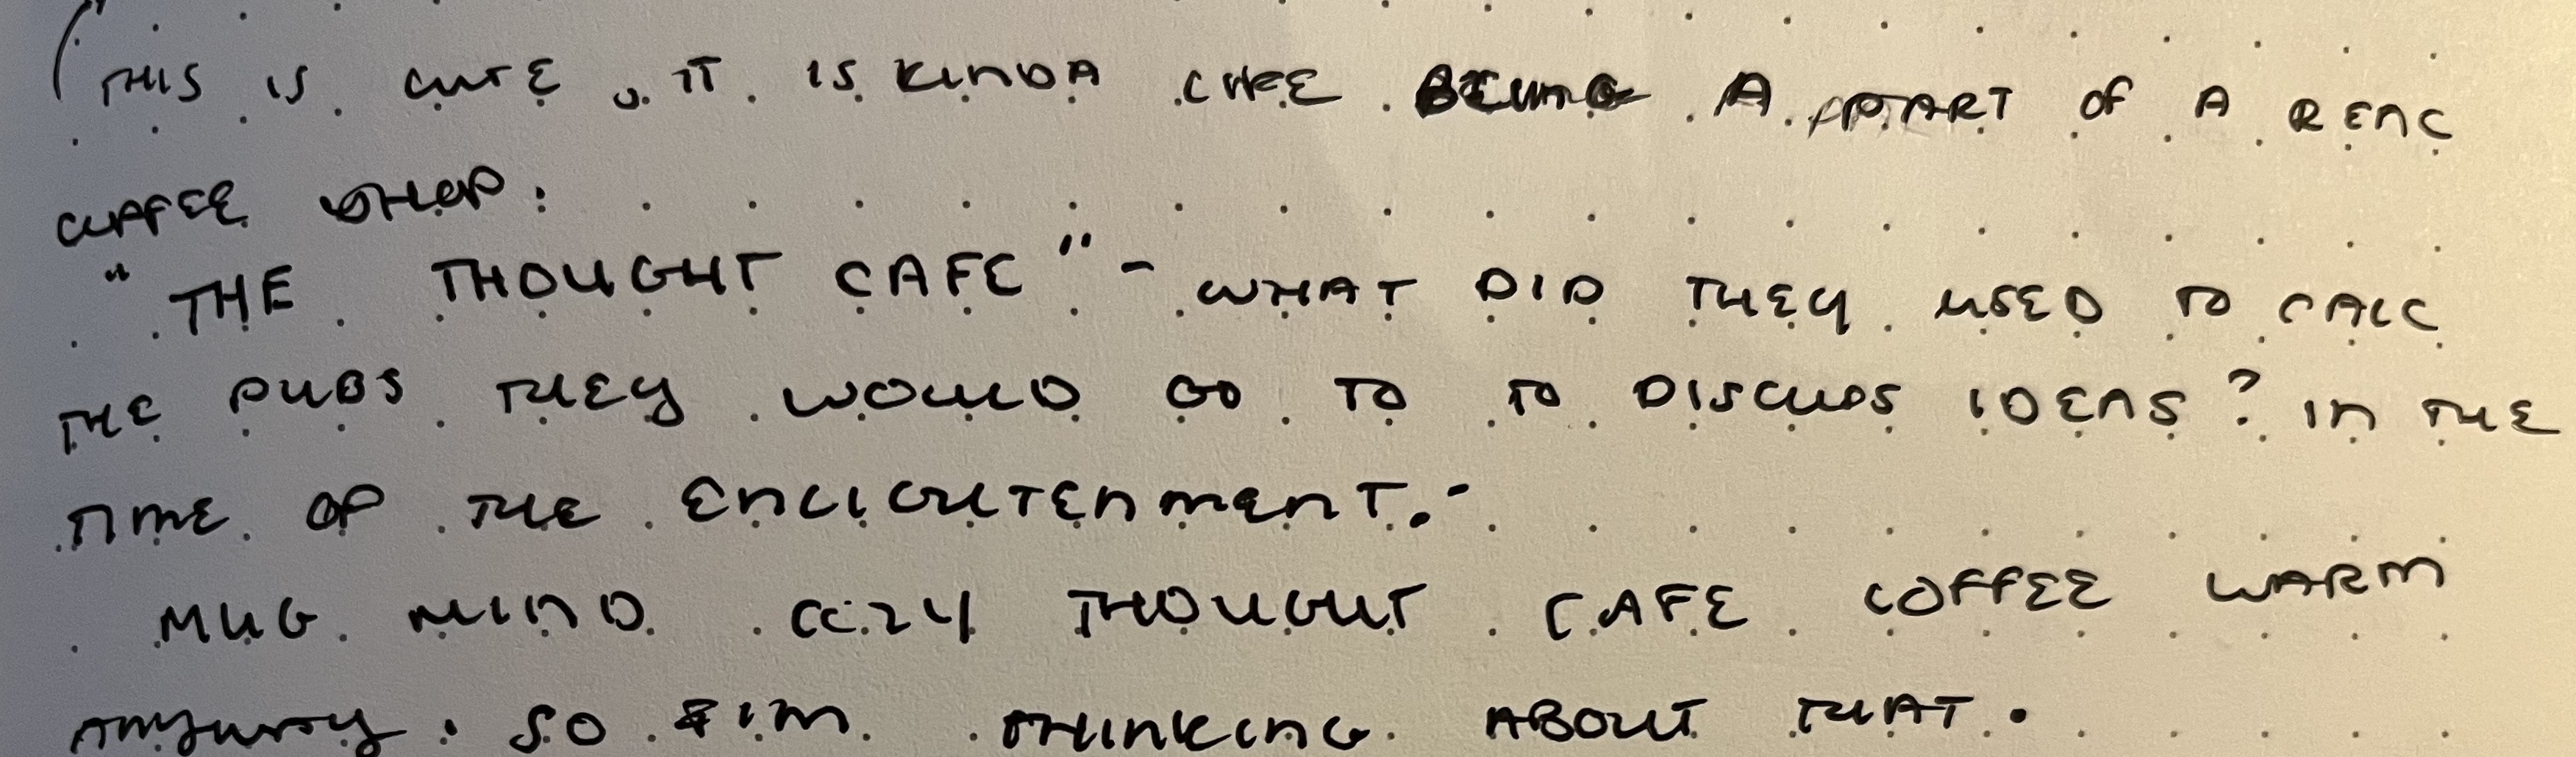 (THIS IS CUTE. IT IS KINDA LIKE BEING A PART OF A REAL
COFFEE SHOP.
"THE THOUGHT CAFE" - WHAT DID THEY USED TO CALL
THE PUBS THEY WOULD GO TO TO DISCUSS IDEAS? IN THE
TIME OF THE ENLIGHTENMENT.-
MUG MIND THOUGHT CAFE COFFEE WARM
ANYWAY. SO I'M THINKING ABOUT THAT.